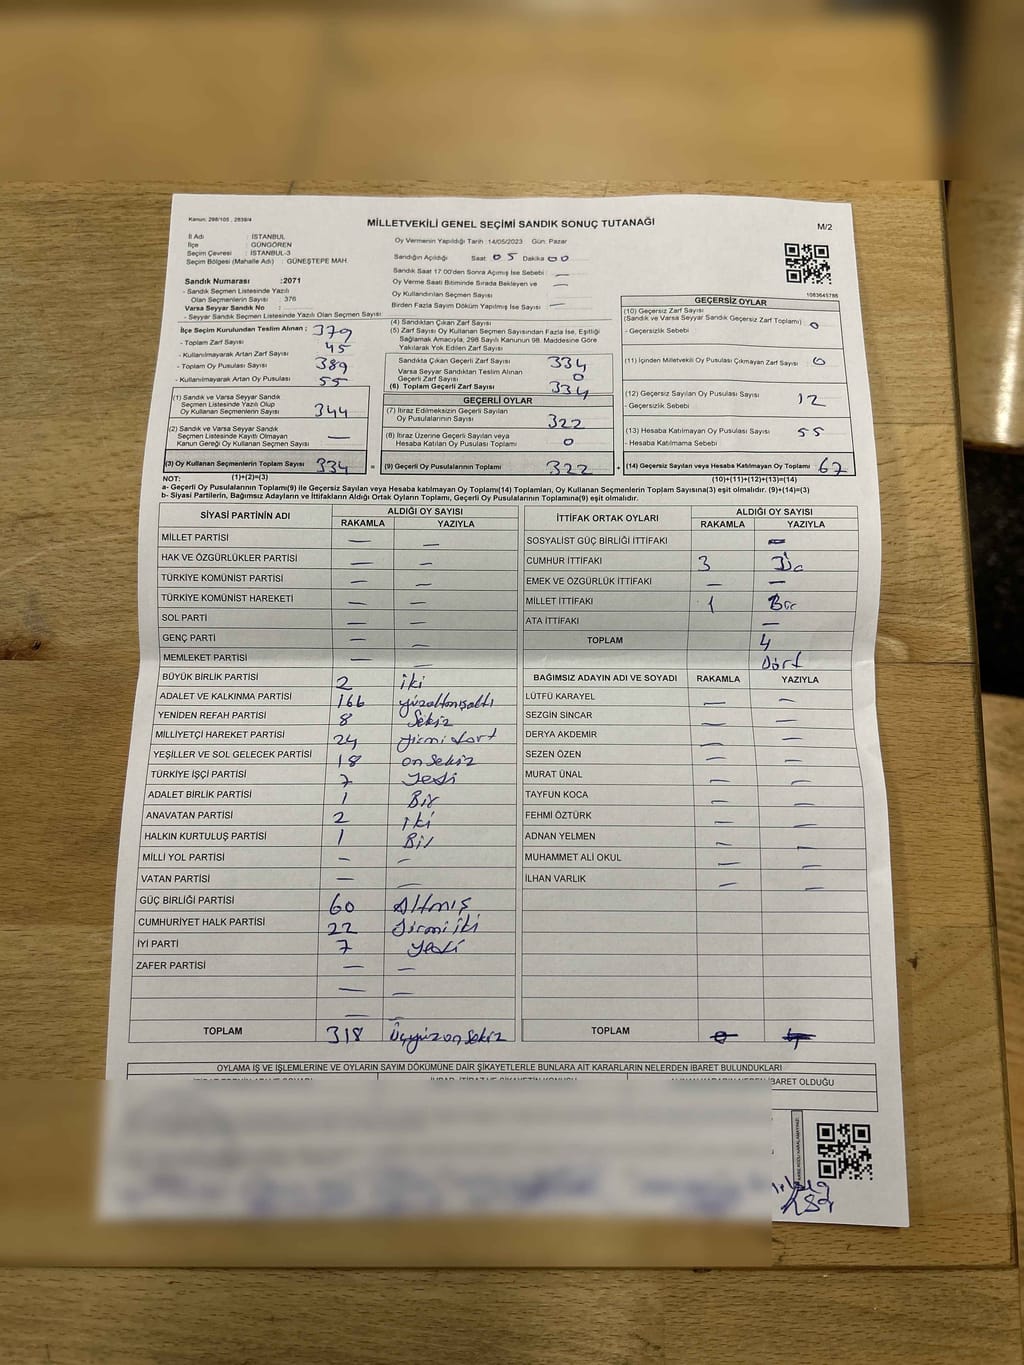 Kanun: 298/105 , 2839/4
MİLLETVEKİLİ GENEL SEÇİMİ SANDIK SONUÇ TUTANAĞI
M/2
İl Adı : İSTANBUL
İlçe : GÜNGÖREN
Seçim Çevresi : İSTANBUL-3
Seçim Bölgesi (Mahalle Adı) : GÜNEŞTEPE MAH.
Oy Vermenin Yapıldığı Tarih : 14/05/2023 Gün: Pazar
Sandığın Açıldığı Saat 05 Dakika 00
Sandık Saat 17:00'den Sonra Açılmış İse Sebebi : —
Oy Verme Saati Bitiminde Sırada Bekleyen ve
Oy Kullandırılan Seçmen Sayısı : —
Birden Fazla Sayım Döküm Yapılmış İse Sayısı : —
1083645786
Sandık Numarası :2071
- Sandık Seçmen Listesinde Yazılı
Olan Seçmenlerin Sayısı : 376
Varsa Seyyar Sandık No :
- Seyyar Sandık Seçmen Listesinde Yazılı Olan Seçmen Sayısı:
İlçe Seçim Kurulundan Teslim Alınan ;
- Toplam Zarf Sayısı 379
- Kullanılmayarak Artan Zarf Sayısı 45
- Toplam Oy Pusulası Sayısı 389
- Kullanılmayarak Artan Oy Pusulası 55
(1) Sandık ve Varsa Seyyar Sandık
Seçmen Listesinde Yazılı Olup
Oy Kullanan Seçmenlerin Sayısı 344
(2) Sandık ve Varsa Seyyar Sandık
Seçmen Listesinde Kayıtlı Olmayan
Kanun Gereği Oy Kullanan Seçmen Sayısı —
(3) Oy Kullanan Seçmenlerin Toplam Sayısı 334
(1)+(2)=(3)
(4) Sandıktan Çıkan Zarf Sayısı
(5) Zarf Sayısı Oy Kullanan Seçmen Sayısından Fazla İse, Eşitliği
Sağlamak Amacıyla, 298 Sayılı Kanunun 98. Maddesine Göre
Yakılarak Yok Edilen Zarf Sayısı
Sandıkta Çıkan Geçerli Zarf Sayısı 334
Varsa Seyyar Sandıktan Teslim Alınan
Geçerli Zarf Sayısı 0
(6) Toplam Geçerli Zarf Sayısı 334
GEÇERLİ OYLAR
(7) İtiraz Edilmeksizin Geçerli Sayılan
Oy Pusulalarının Sayısı 322
(8) İtiraz Üzerine Geçerli Sayılan veya
Hesaba Katılan Oy Pusulası Toplamı 0
= (9) Geçerli Oy Pusulalarının Toplamı 322
GEÇERSİZ OYLAR
(10) Geçersiz Zarf Sayısı
(Sandık ve Varsa Seyyar Sandık Geçersiz Zarf Toplamı) 0
- Geçersizlik Sebebi
(11) İçinden Milletvekili Oy Pusulası Çıkmayan Zarf Sayısı 0
(12) Geçersiz Sayılan Oy Pusulası Sayısı 12
- Geçersizlik Sebebi
(13) Hesaba Katılmayan Oy Pusulası Sayısı 55
- Hesaba Katılmama Sebebi
+ (14) Geçersiz Sayılan veya Hesaba Katılmayan Oy Toplamı 67
(10)+(11)+(12)+(13)=(14)
NOT:
a- Geçerli Oy Pusulaları Toplamı(9) ile Geçersiz Sayılan veya Hesaba katılmayan Oy Toplamı(14) Toplamları, Oy Kullanan Seçmenlerin Toplam Sayısına(3) eşit olmalıdır. (9)+(14)=(3)
b- Siyasi Partilerin, Bağımsız Adayların ve İttifakların Aldığı Ortak Oyların Toplamı, Geçerli Oy Pusulalarının Toplamına(9) eşit olmalıdır.
SİYASİ PARTİNİN ADI ALDIĞI OY SAYISI
RAKAMLA YAZIYLA
MİLLET PARTİSİ — —
HAK VE ÖZGÜRLÜKLER PARTİSİ — —
TÜRKİYE KOMÜNİST PARTİSİ — —
TÜRKİYE KOMÜNİST HAREKETİ — —
SOL PARTİ — —
GENÇ PARTİ — —
MEMLEKET PARTİSİ — —
BÜYÜK BİRLİK PARTİSİ 2 iki
ADALET VE KALKINMA PARTİSİ 166 yüzaltmışaltı
YENİDEN REFAH PARTİSİ 8 Sekiz
MİLLİYETÇİ HAREKET PARTİSİ 24 yirmi dört
YEŞİLLER VE SOL GELECEK PARTİSİ 18 on sekiz
TÜRKİYE İŞÇİ PARTİSİ 7 Yedi
ADALET BİRLİK PARTİSİ 1 Bir
ANAVATAN PARTİSİ 2 iki
HALKIN KURTULUŞ PARTİSİ 1 Bir
MİLLİ YOL PARTİSİ — —
VATAN PARTİSİ — —
GÜÇ BİRLİĞİ PARTİSİ 60 Altmış
CUMHURİYET HALK PARTİSİ 22 yirmi iki
İYİ PARTİ 7 yedi
ZAFER PARTİSİ — —
— —
— —
TOPLAM 318 Üçyüzon sekiz
İTTİFAK ORTAK OYLARI ALDIĞI OY SAYISI
RAKAMLA YAZIYLA
SOSYALİST GÜÇ BİRLİĞİ İTTİFAKI —
CUMHUR İTTİFAKI 3
EMEK VE ÖZGÜRLÜK İTTİFAKI — —
MİLLET İTTİFAKI 1 Bir
ATA İTTİFAKI —
TOPLAM 4
Dört
BAĞIMSIZ ADAYIN ADI VE SOYADI RAKAMLA YAZIYLA
LÜTFÜ KARAYEL — —
SEZGİN SİNCAR — —
DERYA AKDEMİR — —
SEZEN ÖZEN — —
MURAT ÜNAL — —
TAYFUN KOCA — —
FEHMİ ÖZTÜRK — —
ADNAN YELMEN — —
MUHAMMET ALİ OKUL — —
İLHAN VARLIK — —
TOPLAM
OYLAMA İŞ VE İŞLEMLERİNE VE OYLARIN SAYIM DÖKÜMÜNE DAİR ŞİKAYETLERLE BUNLARA AİT KARARLARIN NELERDEN İBARET BULUNDUKLARI
İBARET OLDUĞU